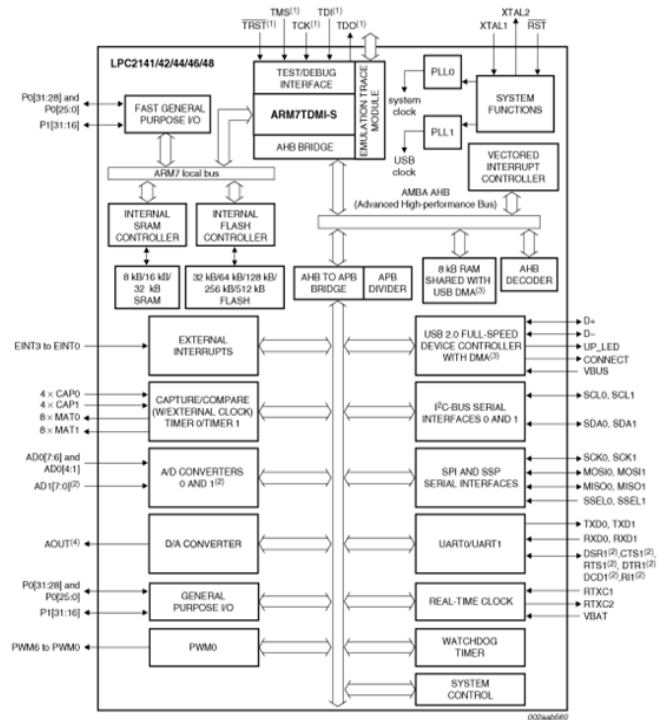 TMS(1) TDI(1)
TRST(1) TCK(1) TDO(1)
XTAL2
XTAL1 RST
LPC2141/42/44/46/48
TEST/DEBUG
INTERFACE
ARM7TDMI-S
AHB BRIDGE
EMULATION TRACE
MODULE
PLL0
system
clock
PLL1
USB
clock
SYSTEM
FUNCTIONS
VECTORED
INTERRUPT
CONTROLLER
P0[31:28] and
P0[25:0]
P1[31:16]
FAST GENERAL
PURPOSE I/O
ARM7 local bus
AMBA AHB
(Advanced High-performance Bus)
INTERNAL
SRAM
CONTROLLER
INTERNAL
FLASH
CONTROLLER
8 kB/16 kB/
32 kB
SRAM
32 kB/64 kB/128 kB/
256 kB/512 kB
FLASH
AHB TO APB
BRIDGE
APB
DIVIDER
8 kB RAM
SHARED WITH
USB DMA(3)
AHB
DECODER
EINT3 to EINT0
EXTERNAL
INTERRUPTS
USB 2.0 FULL-SPEED
DEVICE CONTROLLER
WITH DMA(3)
D+
D−
UP_LED
CONNECT
VBUS
4 × CAP0
4 × CAP1
8 × MAT0
8 × MAT1
CAPTURE/COMPARE
(W/EXTERNAL CLOCK)
TIMER 0/TIMER 1
I2C-BUS SERIAL
INTERFACES 0 AND 1
SCL0, SCL1
SDA0, SDA1
AD0[7:6] and
AD0[4:1]
AD1[7:0](2)
A/D CONVERTERS
0 AND 1(2)
SPI AND SSP
SERIAL INTERFACES
SCK0, SCK1
MOSI0, MOSI1
MISO0, MISO1
SSEL0, SSEL1
AOUT(4)
D/A CONVERTER
UART0/UART1
TXD0, TXD1
RXD0, RXD1
DSR1(2),CTS1(2),
RTS1(2), DTR1(2)
DCD1(2),RI1(2)
P0[31:28] and
P0[25:0]
P1[31:16]
GENERAL
PURPOSE I/O
REAL-TIME CLOCK
RTXC1
RTXC2
VBAT
PWM6 to PWM0
PWM0
WATCHDOG
TIMER
SYSTEM
CONTROL
002aab560